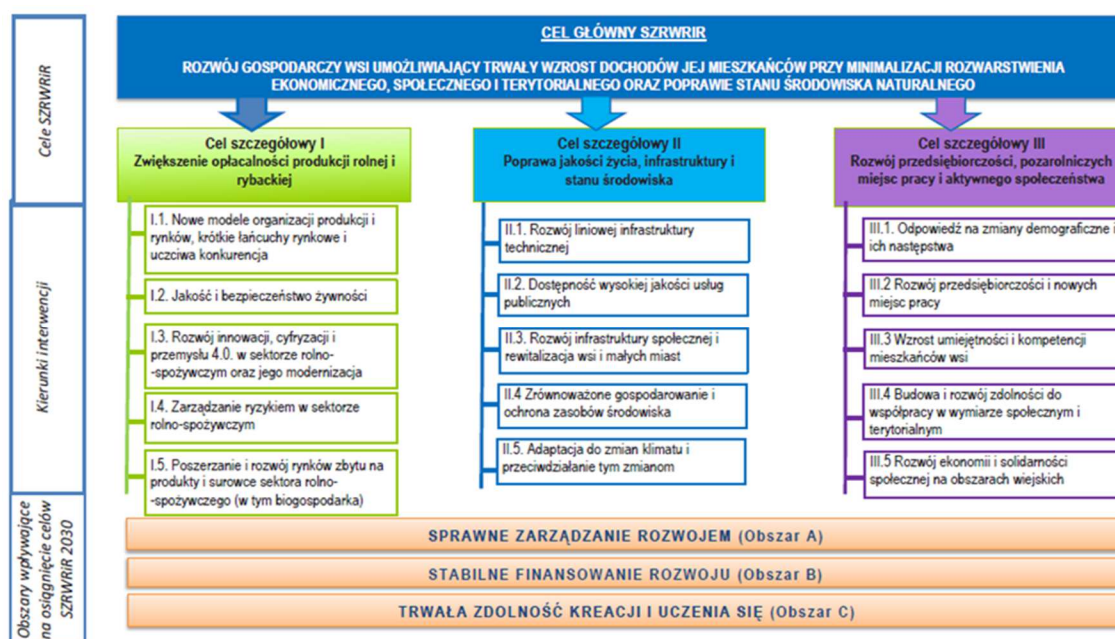 Cele SZRWRiR
CEL GŁÓWNY SZRWRIR
ROZWÓJ GOSPODARCZY WSI UMOŻLIWIAJĄCY TRWAŁY WZROST DOCHODÓW JEJ MIESZKAŃCÓW PRZY MINIMALIZACJI ROZWARSTWIENIA
EKONOMICZNEGO, SPOŁECZNEGO I TERYTORIALNEGO ORAZ POPRAWIE STANU ŚRODOWISKA NATURALNEGO
Cel szczegółowy I
Zwiększenie opłacalności produkcji rolnej i
rybackiej
Cel szczegółowy II
Poprawa jakości życia, infrastruktury i
stanu środowiska
Cel szczegółowy III
Rozwój przedsiębiorczości, pozarolniczych
miejsc pracy i aktywnego społeczeństwa
Kierunki interwencji
I.1. Nowe modele organizacji produkcji i
rynków, krótkie łańcuchy rynkowe i
uczciwa konkurencja
I.2. Jakość i bezpieczeństwo żywności
I.3. Rozwój innowacji, cyfryzacji i
przemysłu 4.0. w sektorze rolno-
-spożywczym oraz jego modernizacja
I.4. Zarządzanie ryzykiem w sektorze
rolno-spożywczym
I.5. Poszerzanie i rozwój rynków zbytu na
produkty i surowce sektora rolno-
-spożywczego (w tym biogospodarka)
II.1. Rozwój liniowej infrastruktury
technicznej
II.2. Dostępność wysokiej jakości usług
publicznych
II.3. Rozwój infrastruktury społecznej i
rewitalizacja wsi i małych miast
II.4 Zrównoważone gospodarowanie i
ochrona zasobów środowiska
II.5. Adaptacja do zmian klimatu i
przeciwdziałanie tym zmianom
III.1. Odpowiedź na zmiany demograficzne i
ich następstwa
III.2 Rozwój przedsiębiorczości i nowych
miejsc pracy
III.3 Wzrost umiejętności i kompetencji
mieszkańców wsi
III.4 Budowa i rozwój zdolności do
współpracy w wymiarze społecznym i
terytorialnym
III.5 Rozwój ekonomii i solidarności
społecznej na obszarach wiejskich
Obszary wpływające
na osiągnięcie celów
SZRWRiR 2030
SPRAWNE ZARZĄDZANIE ROZWOJEM (Obszar A)
STABILNE FINANSOWANIE ROZWOJU (Obszar B)
TRWAŁA ZDOLNOŚĆ KREACJI I UCZENIA SIĘ (Obszar C)